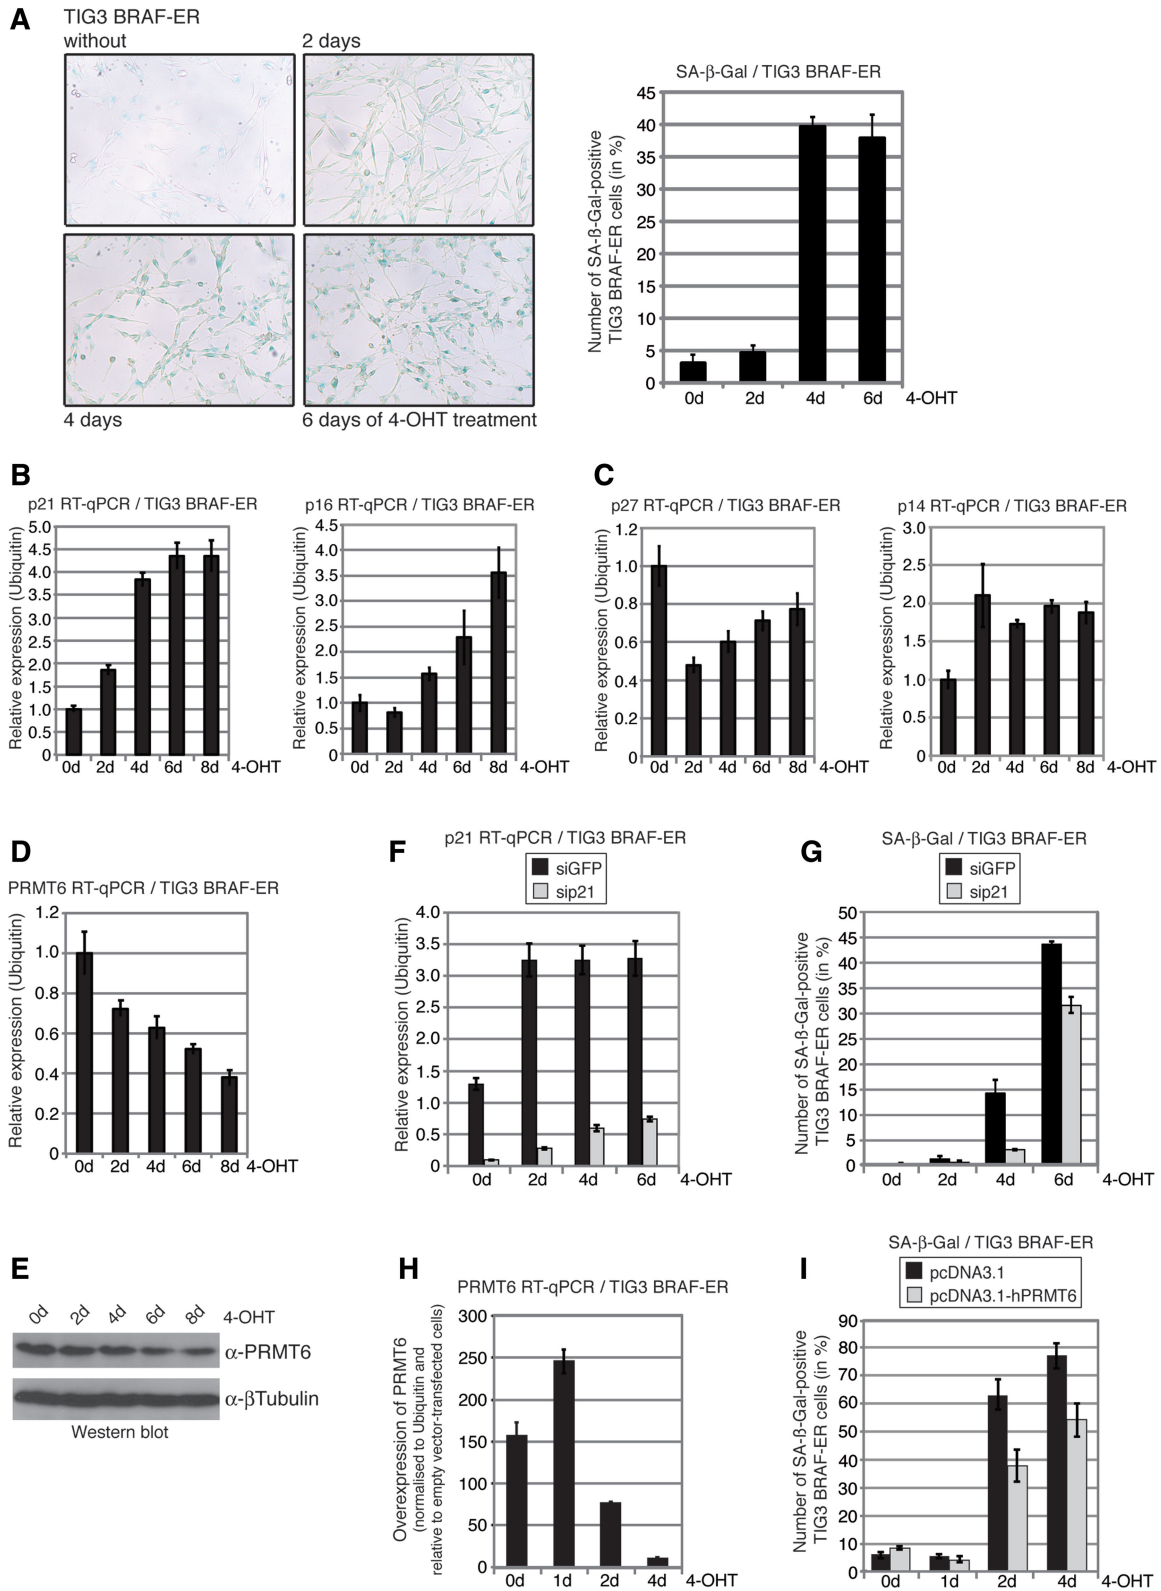 A
TIG3 BRAF-ER
without
2 days
4 days
6 days of 4-OHT treatment
SA-β-Gal / TIG3 BRAF-ER
Number of SA-ß-Gal-positive
TIG3 BRAF-ER cells (in %)
45
40
35
30
25
20
15
10
5
0
0d 2d 4d 6d 4-OHT
B
p21 RT-qPCR / TIG3 BRAF-ER
Relative expression (Ubiquitin)
5.0
4.5
4.0
3.5
3.0
2.5
2.0
1.5
1.0
0.5
0
0d 2d 4d 6d 8d 4-OHT
p16 RT-qPCR / TIG3 BRAF-ER
Relative expression (Ubiquitin)
4.5
4.0
3.5
3.0
2.5
2.0
1.5
1.0
0.5
0
0d 2d 4d 6d 8d 4-OHT
C
p27 RT-qPCR / TIG3 BRAF-ER
Relative expression (Ubiquitin)
1.2
1.0
0.8
0.6
0.4
0.2
0
0d 2d 4d 6d 8d 4-OHT
p14 RT-qPCR / TIG3 BRAF-ER
Relative expression (Ubiquitin)
3.0
2.5
2.0
1.5
1.0
0.5
0
0d 2d 4d 6d 8d 4-OHT
D
PRMT6 RT-qPCR / TIG3 BRAF-ER
Relative expression (Ubiquitin)
1.2
1.0
0.8
0.6
0.4
0.2
0
0d 2d 4d 6d 8d 4-OHT
F
p21 RT-qPCR / TIG3 BRAF-ER
siGFP
sip21
Relative expression (Ubiquitin)
4.0
3.5
3.0
2.5
2.0
1.5
1.0
0.5
0
0d 2d 4d 6d 4-OHT
G
SA-β-Gal / TIG3 BRAF-ER
siGFP
sip21
Number of SA-ß-Gal-positive
TIG3 BRAF-ER cells (in %)
50
45
40
35
30
25
20
15
10
5
0
0d 2d 4d 6d 4-OHT
E
0d 2d 4d 6d 8d 4-OHT
α-PRMT6
α-βTubulin
Western blot
H
PRMT6 RT-qPCR / TIG3 BRAF-ER
Overexpression of PRMT6
(normalised to Ubiquitin and
relative to empty vector-transfected cells)
300
250
200
150
100
50
0
0d 1d 2d 4d 4-OHT
I
SA-β-Gal / TIG3 BRAF-ER
pcDNA3.1
pcDNA3.1-hPRMT6
Number of SA-ß-Gal-positive
TIG3 BRAF-ER cells (in %)
90
80
70
60
50
40
30
20
10
0
0d 1d 2d 4d 4-OHT